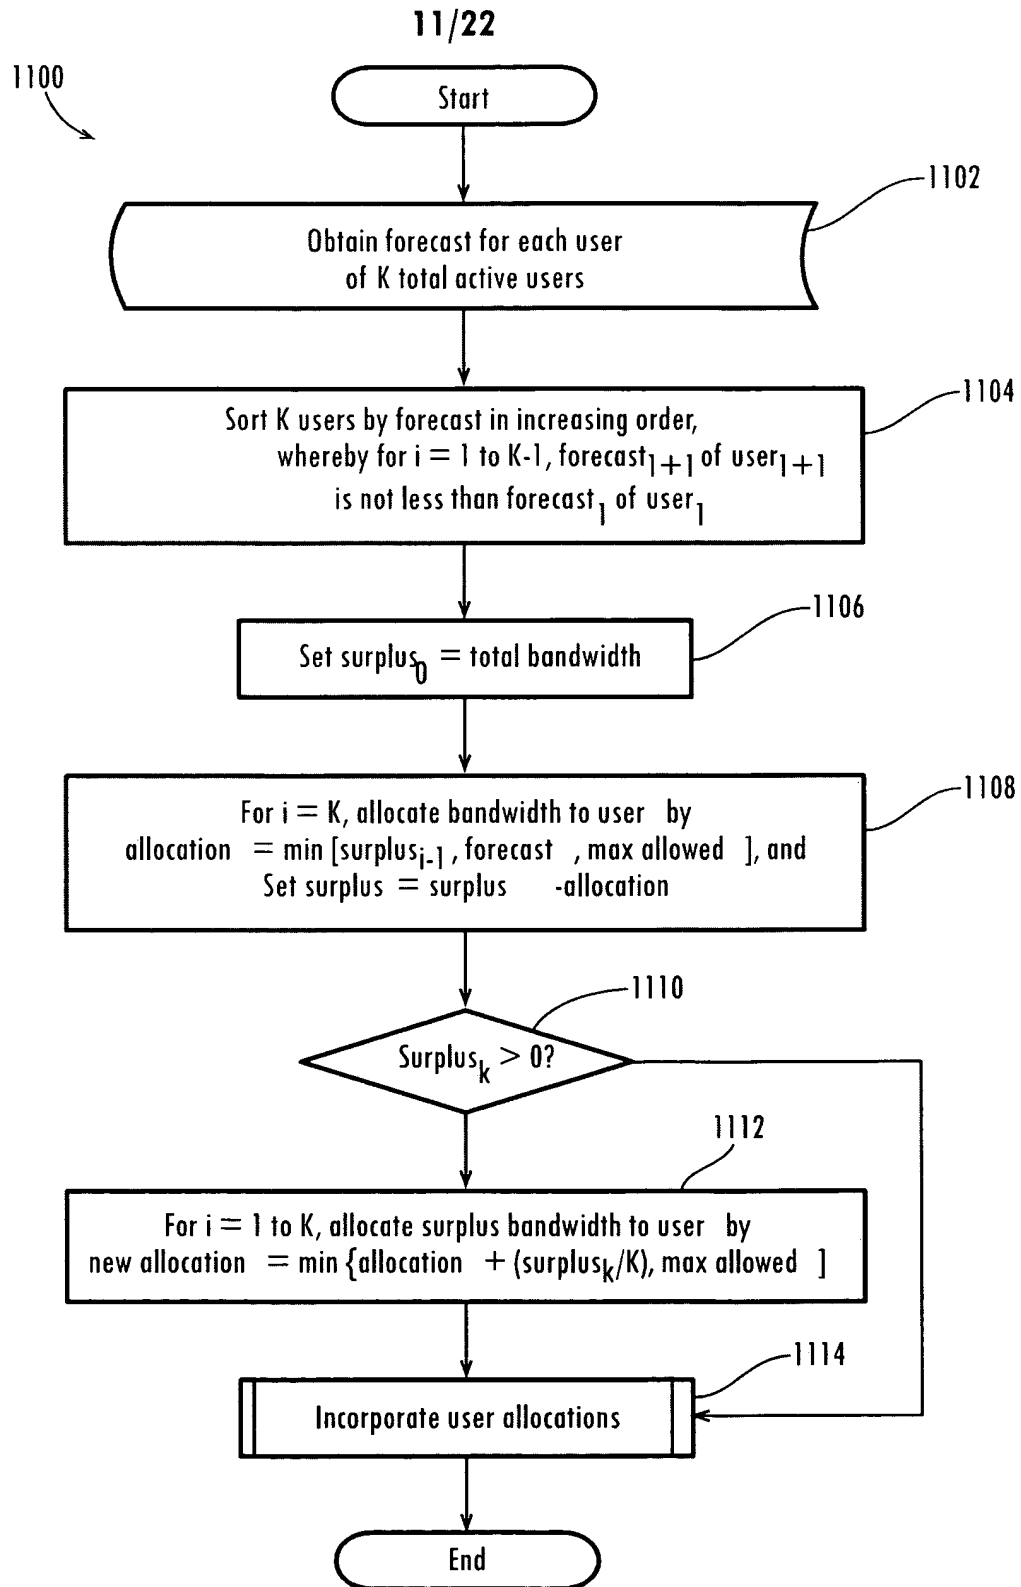 11/22
1100
Start
1102
Obtain forecast for each user
of K total active users
1104
Sort K users by forecast in increasing order,
whereby for i = 1 to K-1, forecast1+1 of user1+1
is not less than forecast1 of user1
1106
Set surplus0 = total bandwidth
1108
For i = K, allocate bandwidth to user by
allocation = min [surplusi-1, forecast , max allowed ], and
Set surplus = surplus -allocation
1110
Surplusk > 0?
1112
For i = 1 to K, allocate surplus bandwidth to user by
new allocation = min {allocation + (surplusk/K), max allowed ]
1114
Incorporate user allocations
End